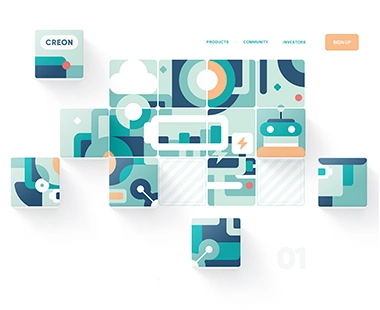 CREON
PRODUCTS
COMMUNITY
INVESTORS
SIGN UP
01